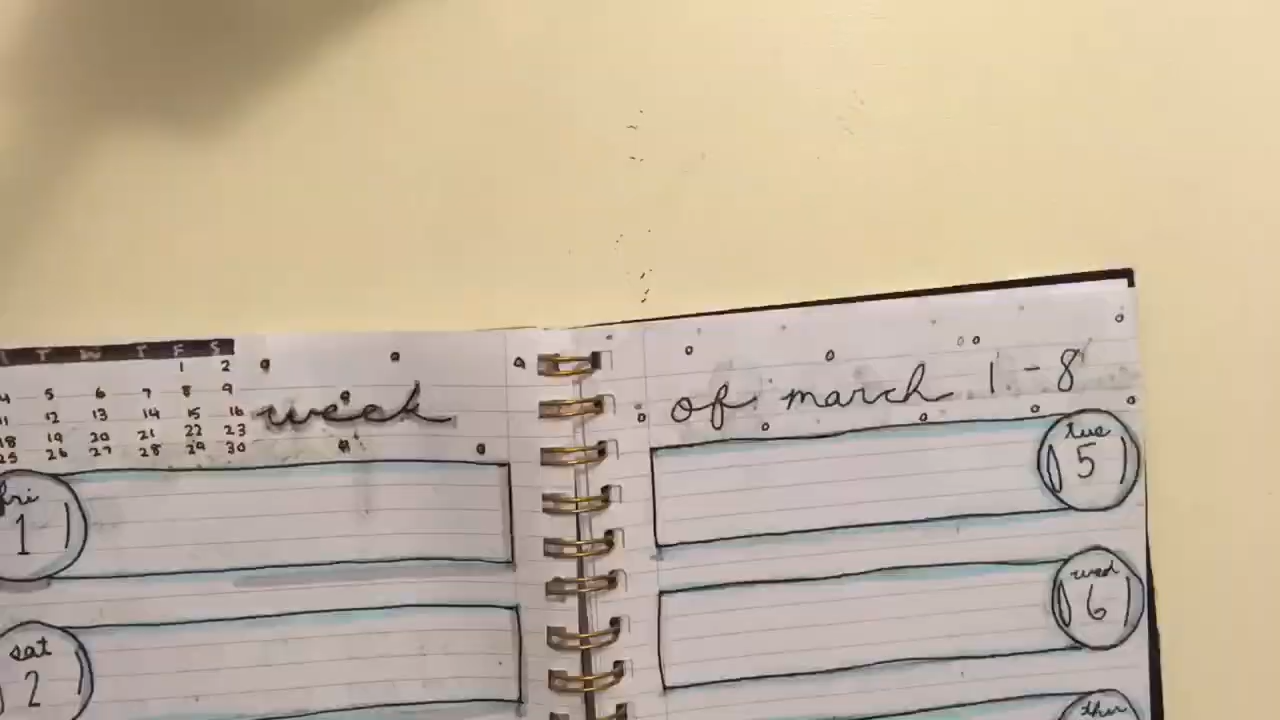 T W T F S
1 2
4 5 6 7 8 9
11 12 13 14 15 16
18 19 20 21 22 23
25 26 27 28 29 30
week
of march 1-8
fri
1
sat
2
tue
5
wed
6
thu